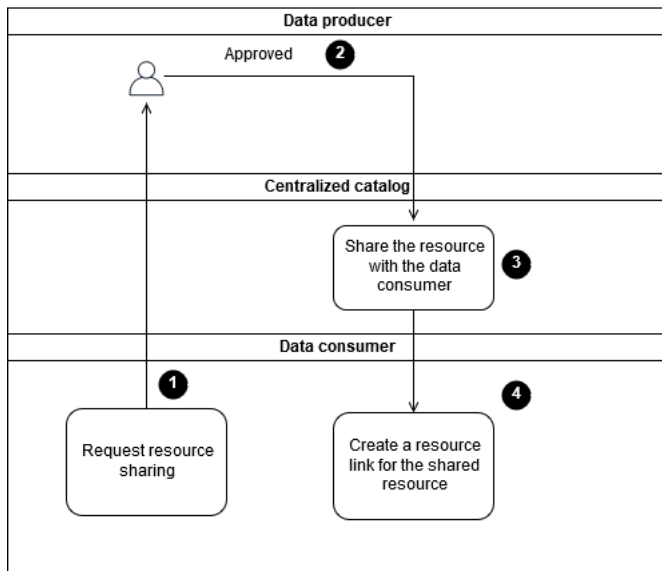 Data producer
Approved
2
Centralized catalog
Share the resource
with the data
consumer
3
Data consumer
1
Request resource
sharing
4
Create a resource
link for the shared
resource